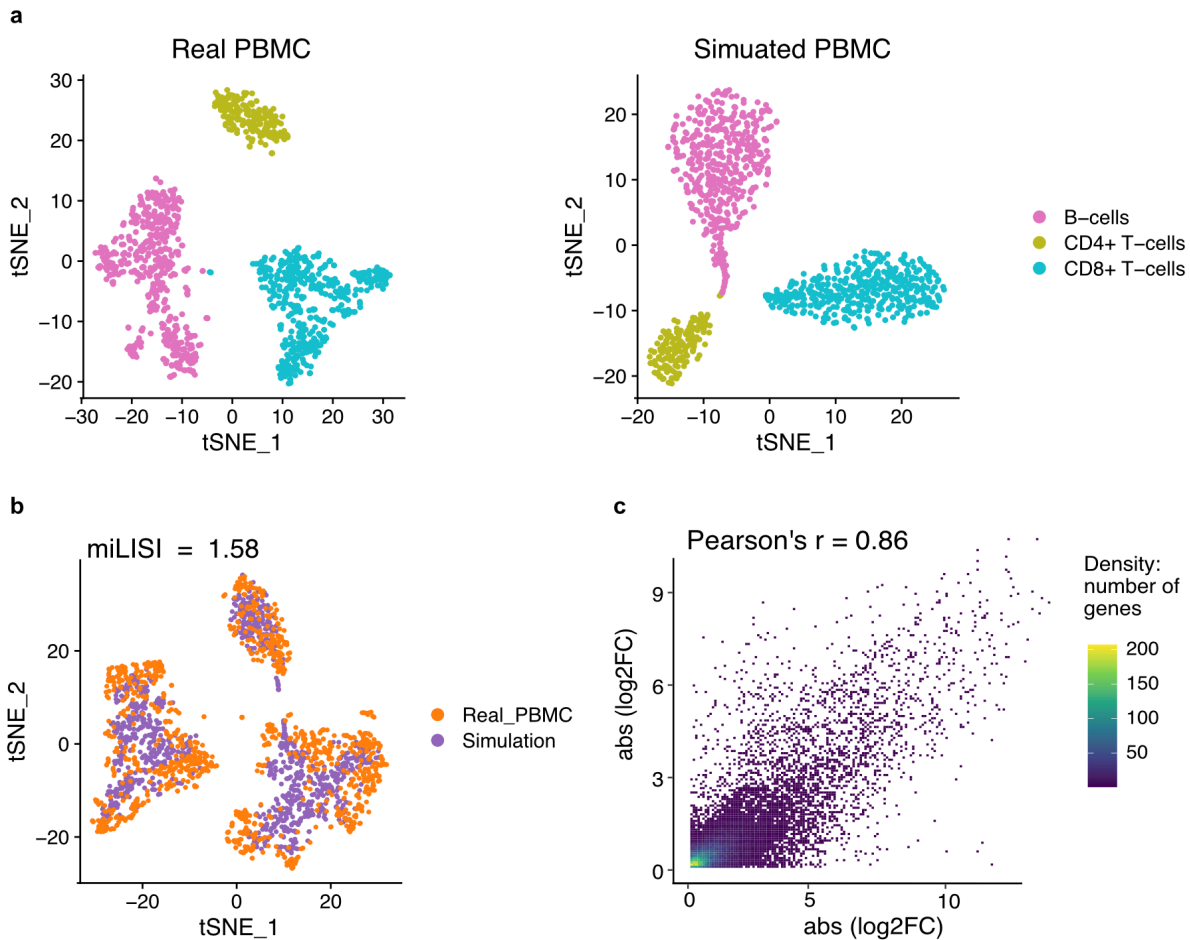 a
Real PBMC
Simuated PBMC
30
20
10
0
−10
−20
tSNE_2
−30 −20 −10 0 10 20 30
tSNE_1
20
10
0
−10
−20
tSNE_2
−20 −10 0 10 20
tSNE_1
B−cells
CD4+ T−cells
CD8+ T−cells
b
miLISI = 1.58
20
0
−20
tSNE_2
−20 0 20
tSNE_1
Real_PBMC
Simulation
c
Pearson's r = 0.86
9
6
3
0
abs (log2FC)
0 5 10
abs (log2FC)
Density:
number of
genes
200
150
100
50